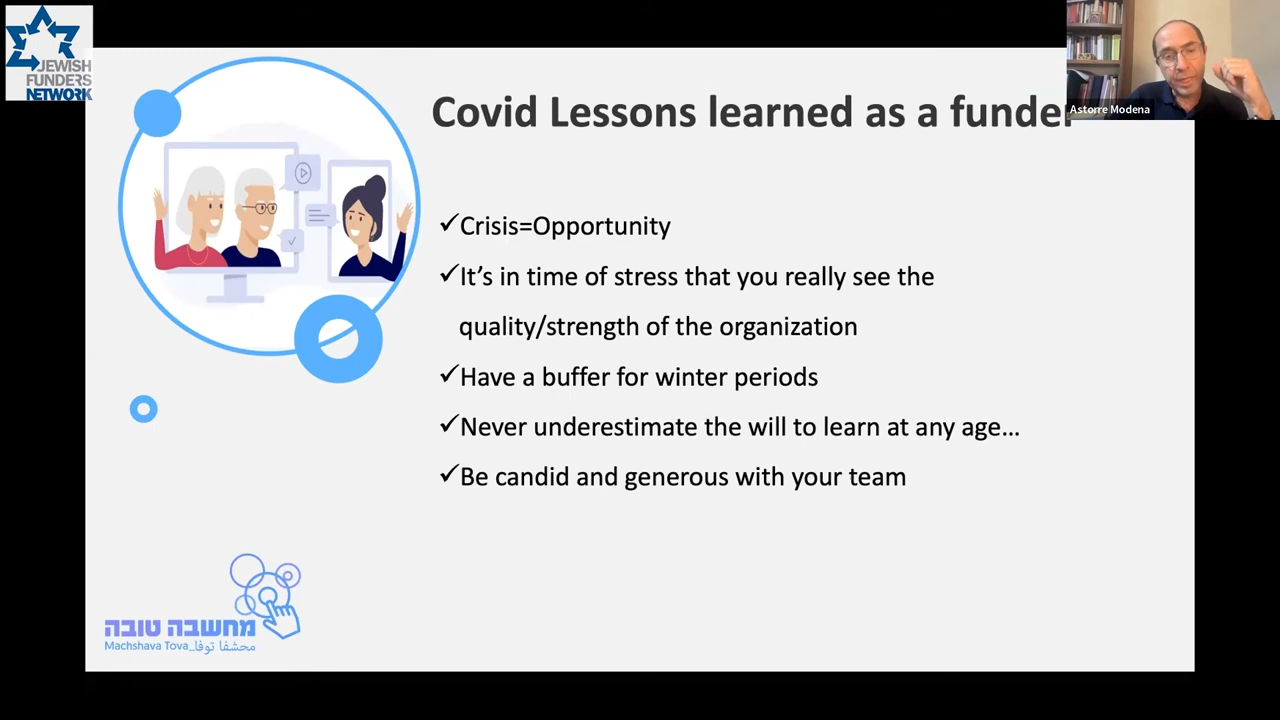 JEWISH
FUNDERS
NETWORK
Astorre Modena
Covid Lessons learned as a funder
✓Crisis=Opportunity
✓It’s in time of stress that you really see the
quality/strength of the organization
✓Have a buffer for winter periods
✓Never underestimate the will to learn at any age…
✓Be candid and generous with your team
מחשבה טובה
Machshava Tova_محشفا توفا